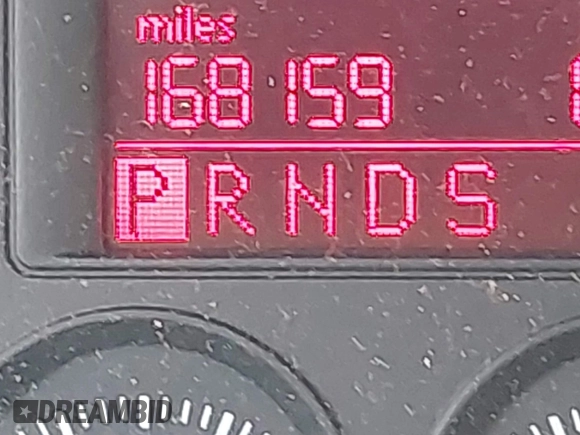 miles
168 159
P R N D S
DREAMBID